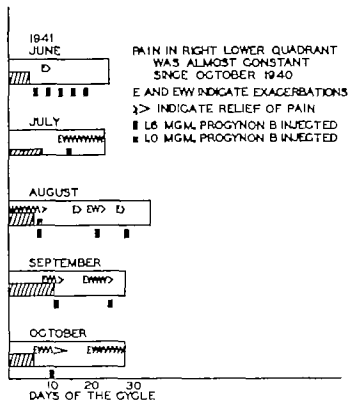 1941
JUNE
PAIN IN RIGHT LOWER QUADRANT
WAS ALMOST CONSTANT
SINCE OCTOBER 1940
E AND EVV INDICATE EXACERBATIONS
>> INDICATE RELIEF OF PAIN
1.6 MGM. PROGYNON B INJECTED
1.0 MGM. PROGYNON B INJECTED
JULY
AUGUST
SEPTEMBER
OCTOBER
0 10 20 30
DAYS OF THE CYCLE